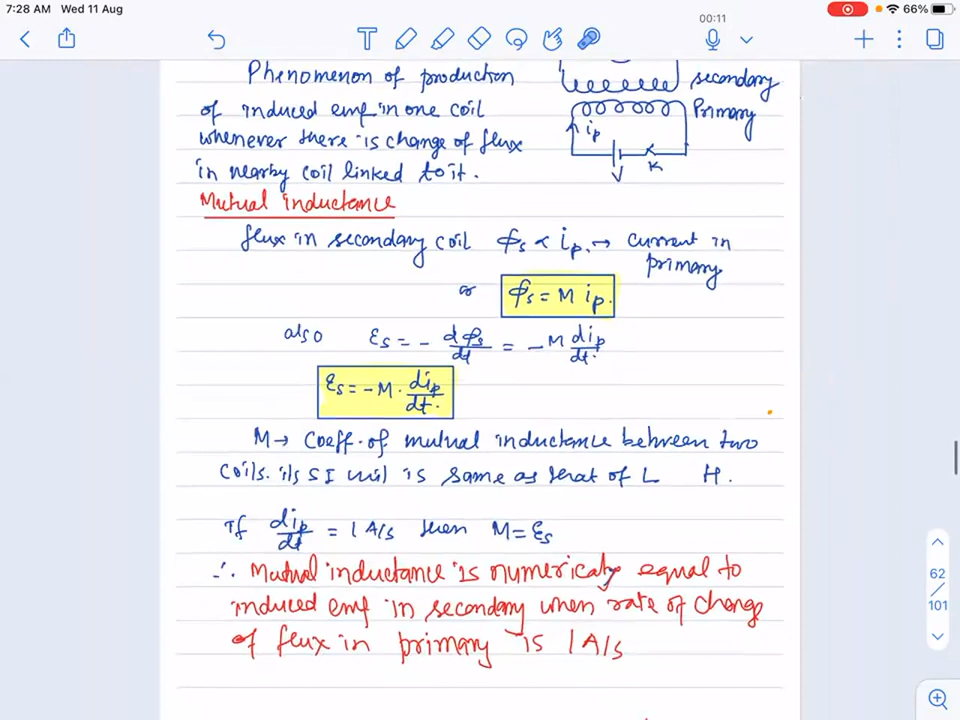 7:28 AM Wed 11 Aug
66%
00:11
Phenomenon of production
of induced emf in one coil
whenever there is change of flux
in nearby coil linked to it.
secondary
Primary
ip
K
Mutual inductance
flux in secondary coil ϕs ∝ ip → current in
primary
or ϕs = M ip.
also εs = - dϕs/dt = -M dip/dt.
εs = -M. dip/dt.
M → Coeff. of mutual inductance between two
coils. its SI unit is same as that of L H.
If dip/dt = 1 A/s then M = εs
∴ Mutual inductance is numerically equal to
induced emf in secondary when rate of change
of flux in primary is 1 A/s
62
/
101